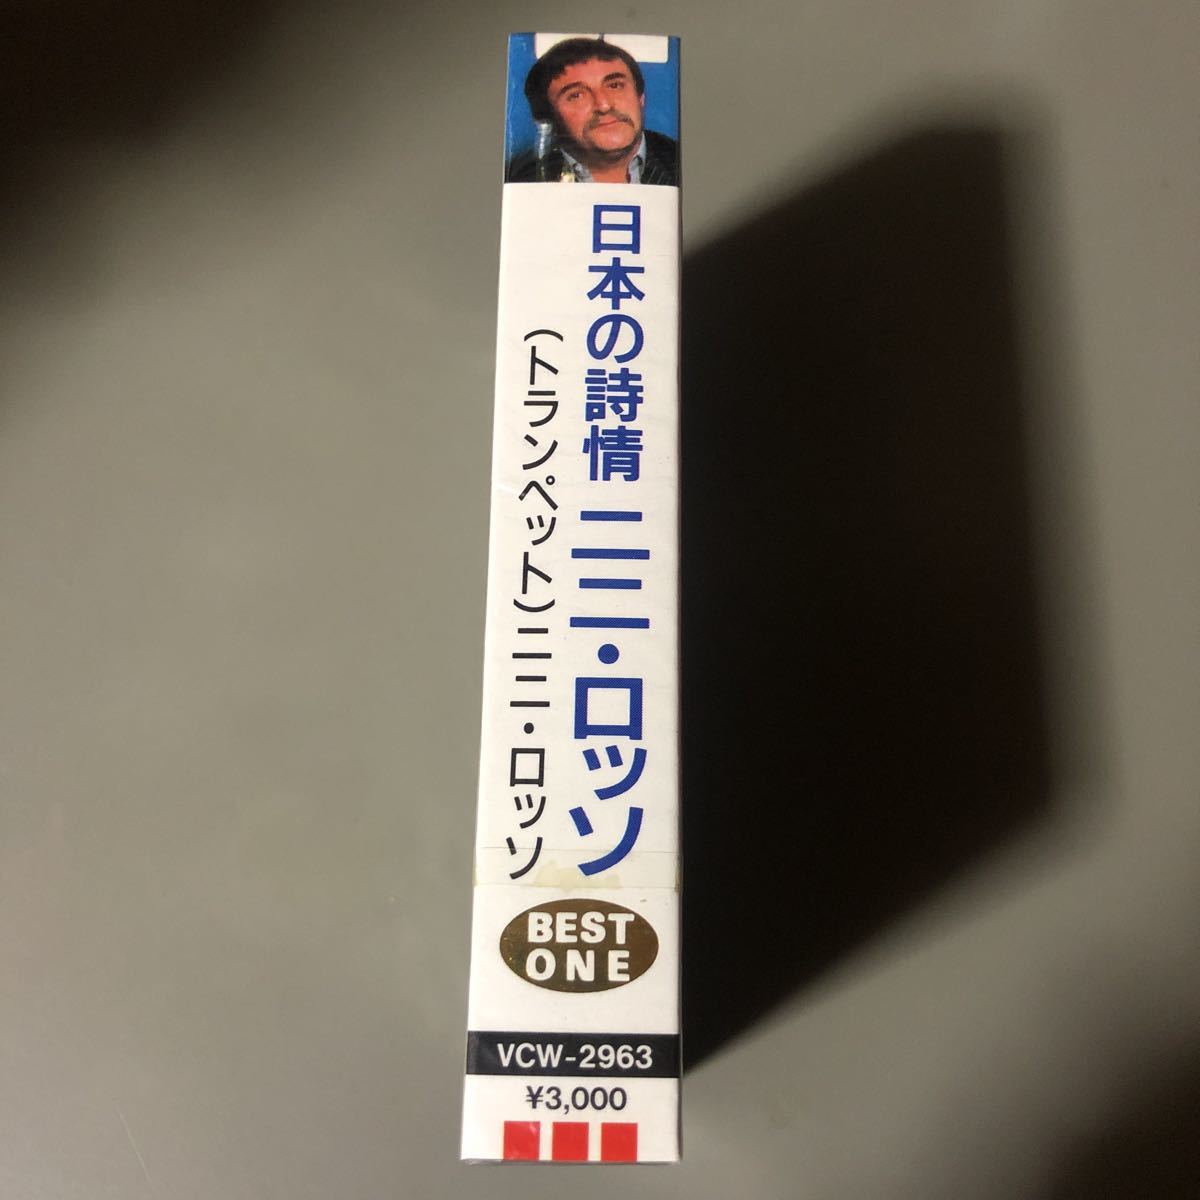 日本の詩情 ニニ・ロッソ
(トランペット)ニニ・ロッソ
BEST
ONE
VCW-2963
¥3,000